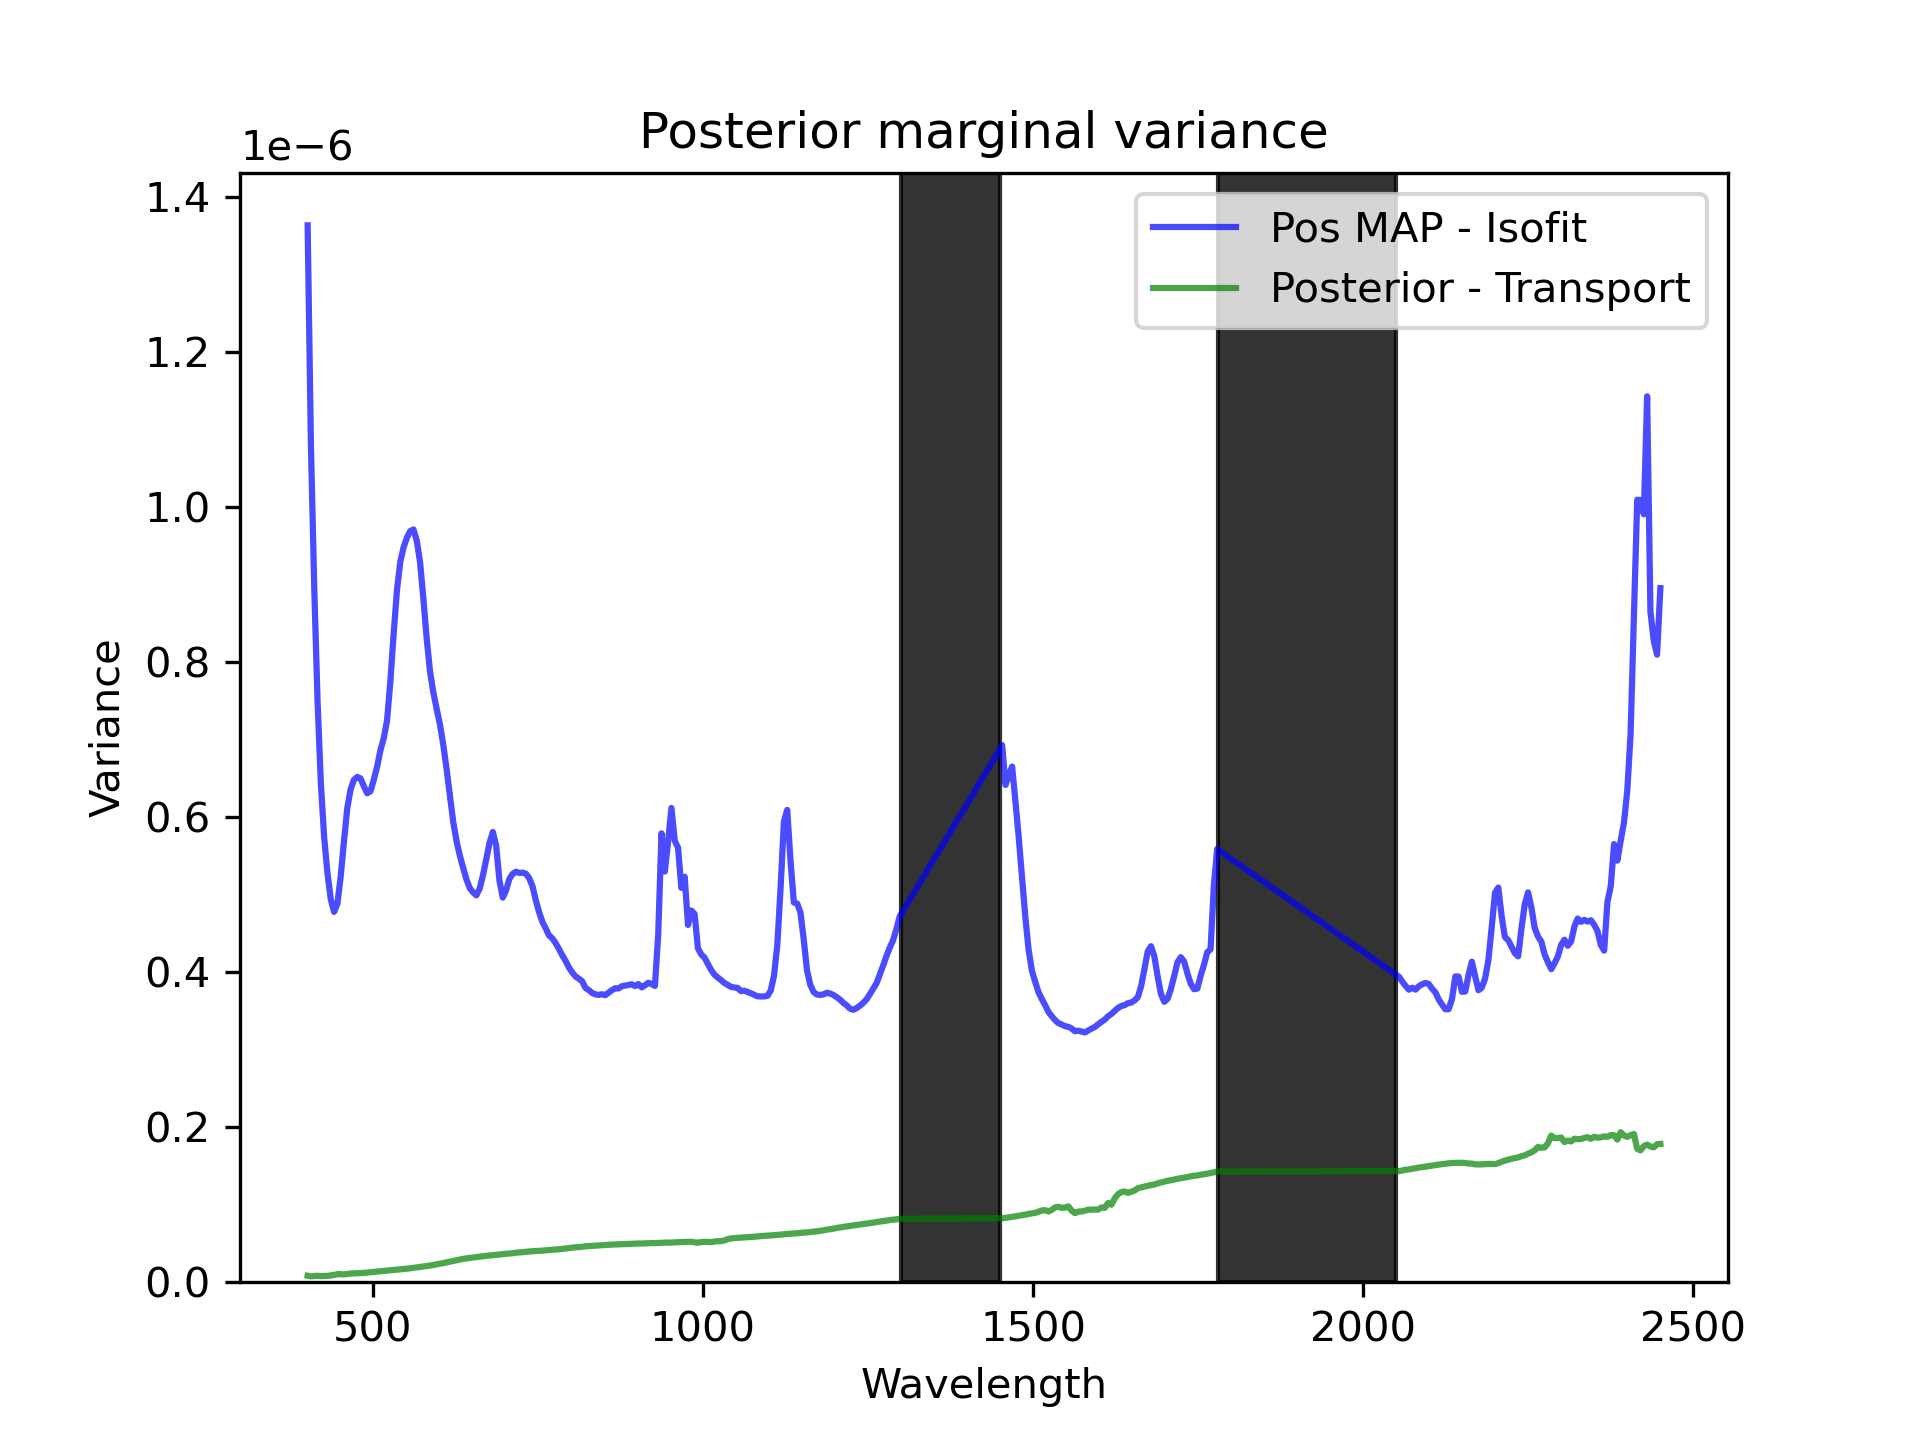 Posterior marginal variance
1e−6
1.4
1.2
1.0
0.8
0.6
0.4
0.2
0.0
Variance
Pos MAP - Isofit
Posterior - Transport
500 1000 1500 2000 2500
Wavelength